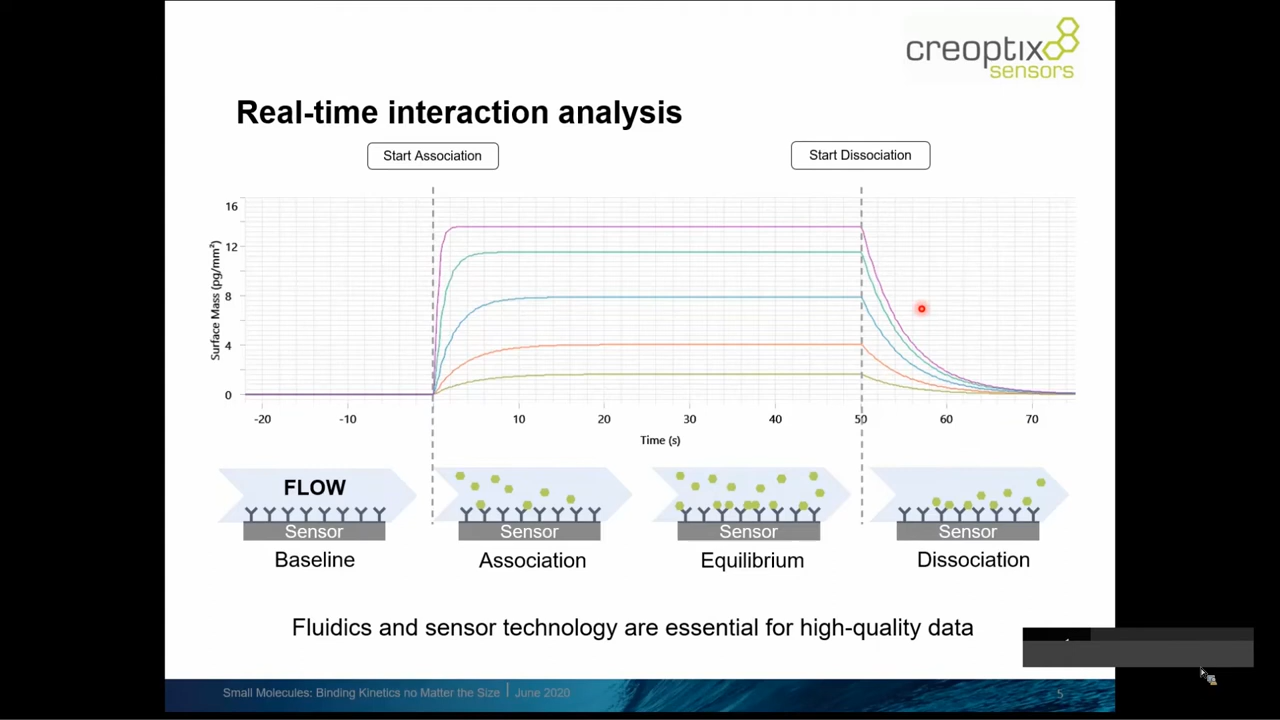 creoptix
sensors
Real-time interaction analysis
Start Association
Start Dissociation
16
12
8
4
0
Surface Mass (pg/mm²)
-20 -10 10 20 30 40 50 60 70
Time (s)
FLOW
Sensor Sensor Sensor Sensor
Baseline Association Equilibrium Dissociation
Fluidics and sensor technology are essential for high-quality data
Small Molecules: Binding Kinetics no Matter the Size | June 2020 5